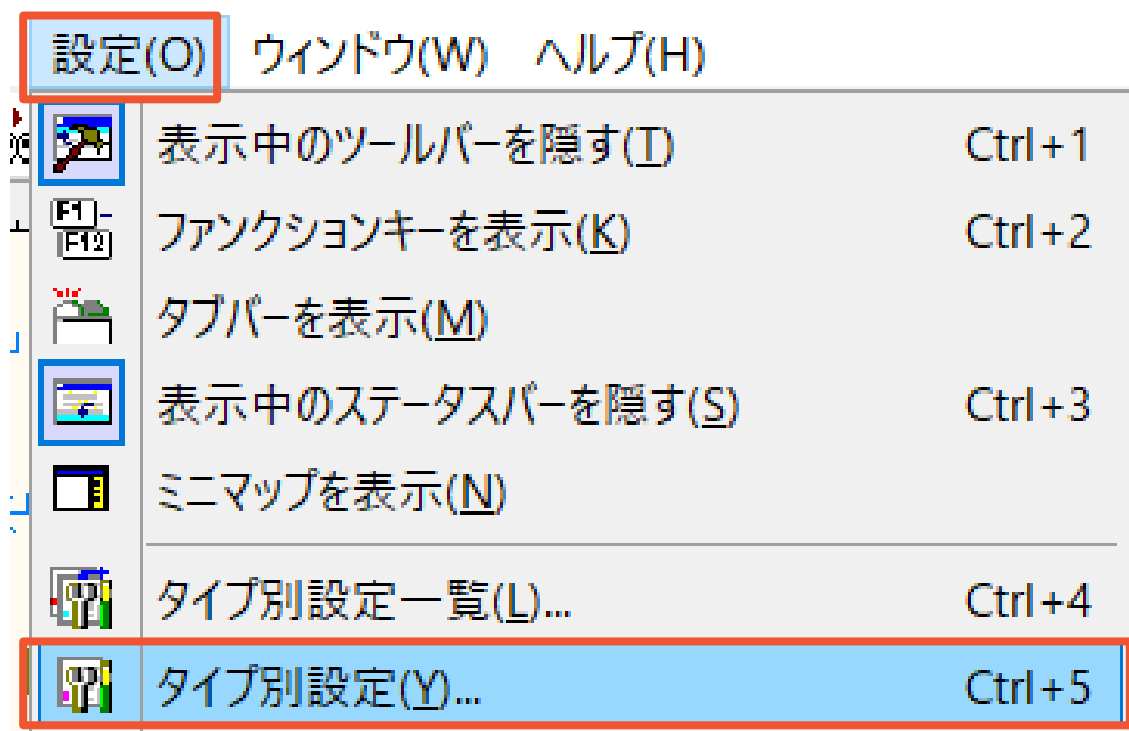 設定(O) ウィンドウ(W) ヘルプ(H)
表示中のツールバーを隠す(T) Ctrl+1
F1 F12
ファンクションキーを表示(K) Ctrl+2
タブバーを表示(M)
表示中のステータスバーを隠す(S) Ctrl+3
ミニマップを表示(N)
タイプ別設定一覧(L)... Ctrl+4
タイプ別設定(Y)... Ctrl+5